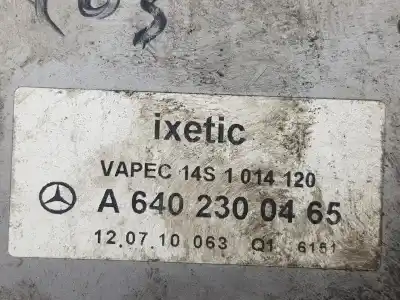 ixetic
VAPEC 14S 1 014 120
A 640 230 04 65
12.07.10 063 Q1 6151